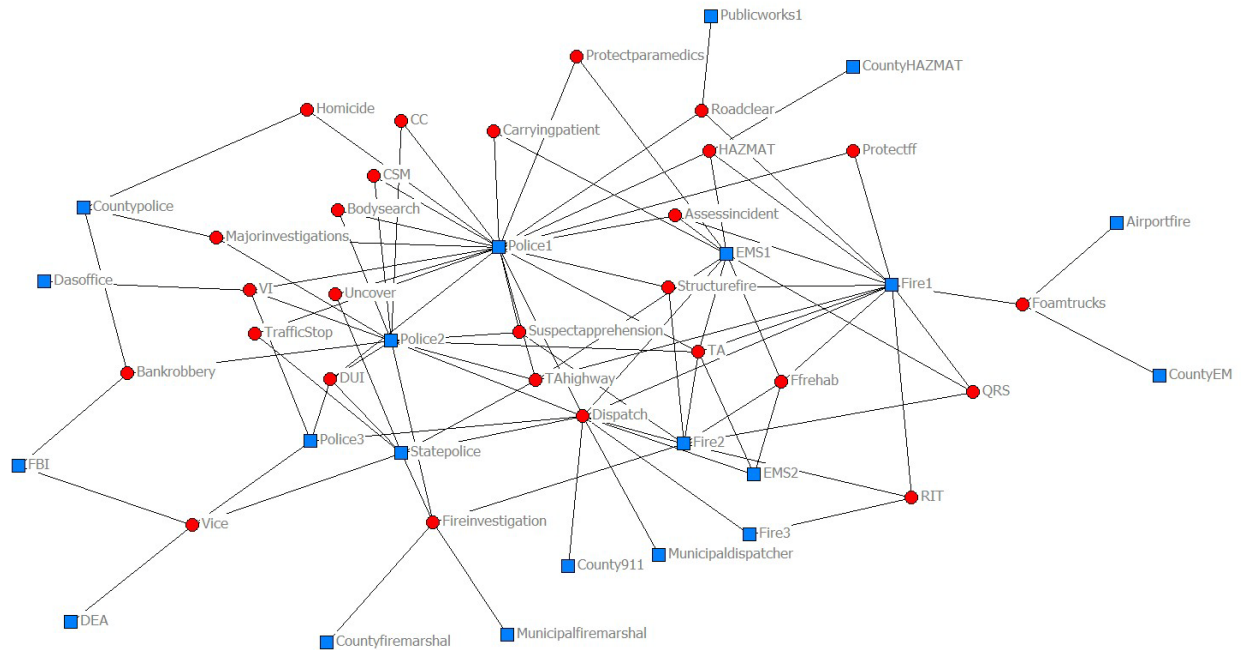 Publicworks1
Protectparamedics
CountyHAZMAT
Homicide
CC
Carryingpatient
Roadclear
HAZMAT
Protectff
CSM
Countypolice
Bodysearch
Assessincident
Airportfire
Majorinvestigations
Police1
EMS1
Dasoffice
VI
Uncover
Structurefire
Fire1
Foamtrucks
TrafficStop
Police2
Suspectapprehension
TA
Bankrobbery
DUI
TAhighway
Ffrehab
CountyEM
QRS
Dispatch
Police3
Statepolice
Fire2
FBI
EMS2
RIT
Vice
Fireinvestigation
Fire3
County911
Municipaldispatcher
DEA
Countyfiremarshal
Municipalfiremarshal